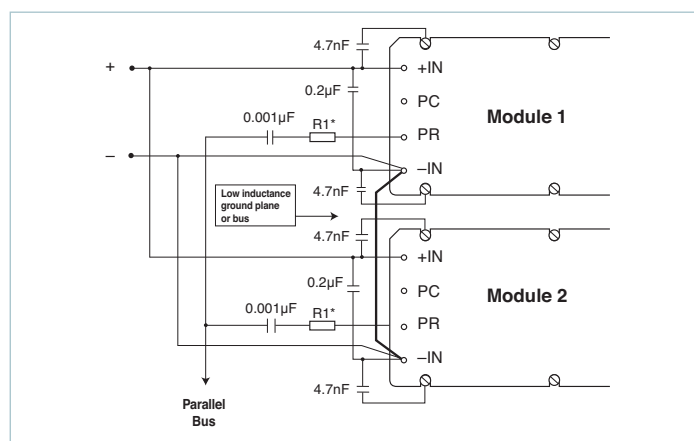 4.7nF
+
+IN
0.2μF
PC
Module 1
0.001μF
R1*
PR
–
–IN
4.7nF
Low inductance
ground plane
or bus
4.7nF
+IN
0.2μF
PC
Module 2
0.001μF
R1*
PR
–IN
4.7nF
Parallel
Bus